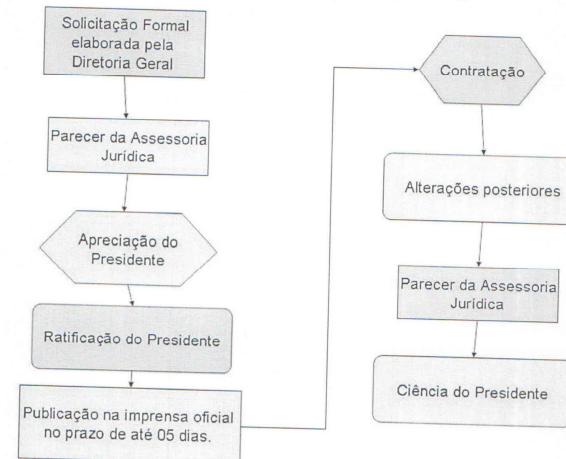 Solicitação Formal
elaborada pela
Diretoria Geral
Parecer da Assessoria
Jurídica
Apreciação do
Presidente
Ratificação do Presidente
Publicação na imprensa oficial
no prazo de até 05 dias.
Contratação
Alterações posteriores
Parecer da Assessoria
Jurídica
Ciência do Presidente